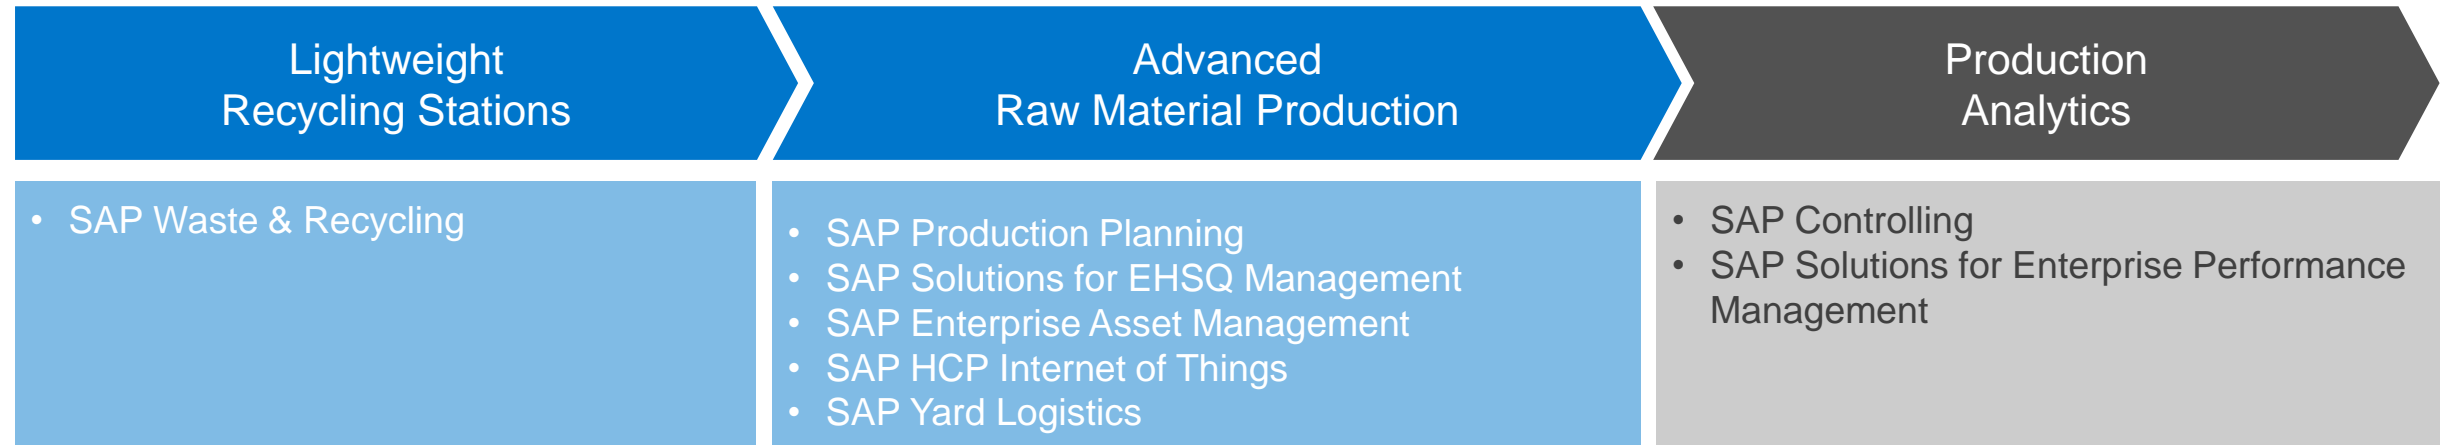 Lightweight
Recycling Stations
Advanced
Raw Material Production
Production
Analytics
• SAP Waste & Recycling
• SAP Production Planning
• SAP Solutions for EHSQ Management
• SAP Enterprise Asset Management
• SAP HCP Internet of Things
• SAP Yard Logistics
• SAP Controlling
• SAP Solutions for Enterprise Performance
Management